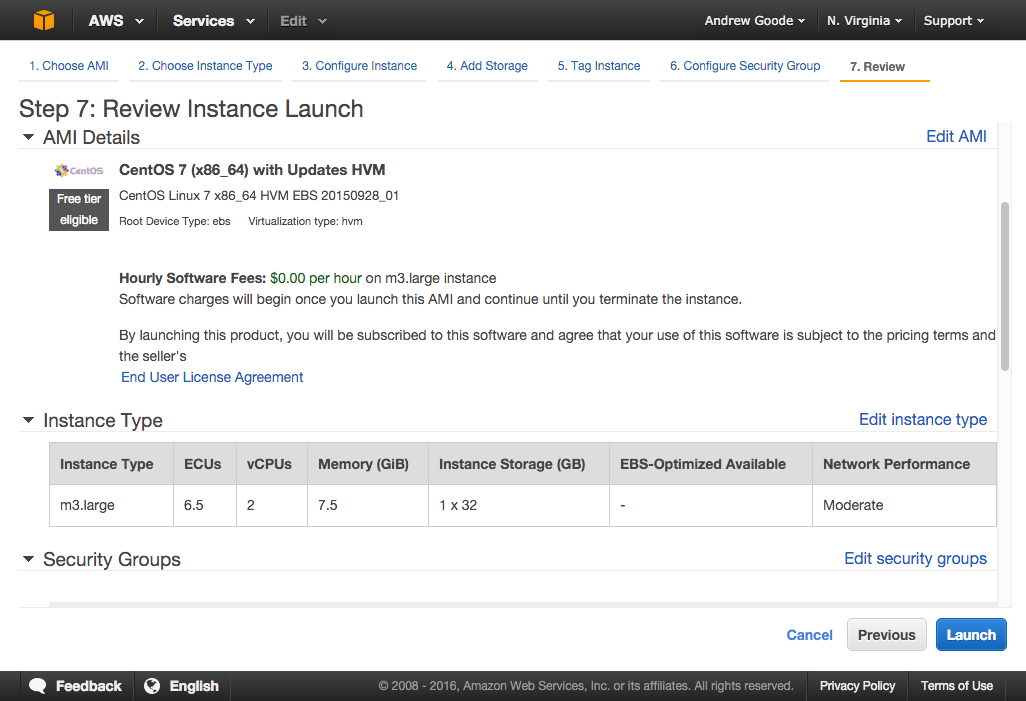 AWS Services Edit Andrew Goode N. Virginia Support
1. Choose AMI 2. Choose Instance Type 3. Configure Instance 4. Add Storage 5. Tag Instance 6. Configure Security Group 7. Review
Step 7: Review Instance Launch
AMI Details Edit AMI
CentOS CentOS 7 (x86_64) with Updates HVM
Free tier eligible
CentOS Linux 7 x86_64 HVM EBS 20150928_01
Root Device Type: ebs Virtualization type: hvm
Hourly Software Fees: $0.00 per hour on m3.large instance
Software charges will begin once you launch this AMI and continue until you terminate the instance.
By launching this product, you will be subscribed to this software and agree that your use of this software is subject to the pricing terms and
the seller's
End User License Agreement
Instance Type Edit instance type
Instance Type ECUs vCPUs Memory (GiB) Instance Storage (GB) EBS-Optimized Available Network Performance
m3.large 6.5 2 7.5 1 x 32 - Moderate
Security Groups Edit security groups
Cancel Previous Launch
Feedback English © 2008 - 2016, Amazon Web Services, Inc. or its affiliates. All rights reserved. Privacy Policy Terms of Use